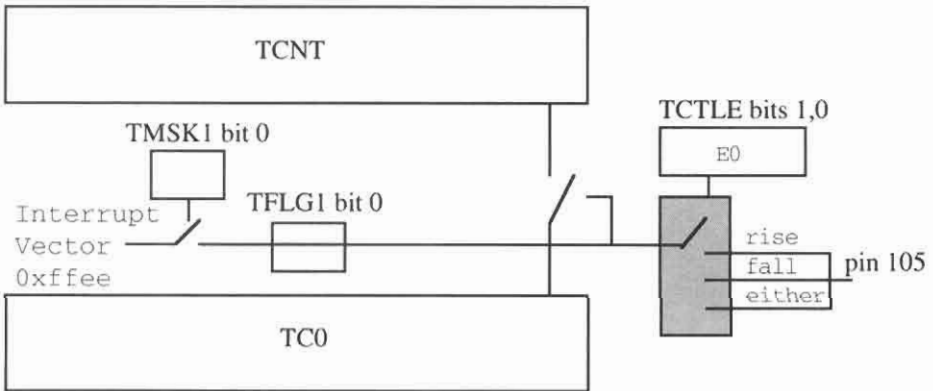 TCNT
TCTLE bits 1,0
TMSK1 bit 0
E0
TFLG1 bit 0
Interrupt
Vector
0xffee
rise
fall
either
pin 105
TC0